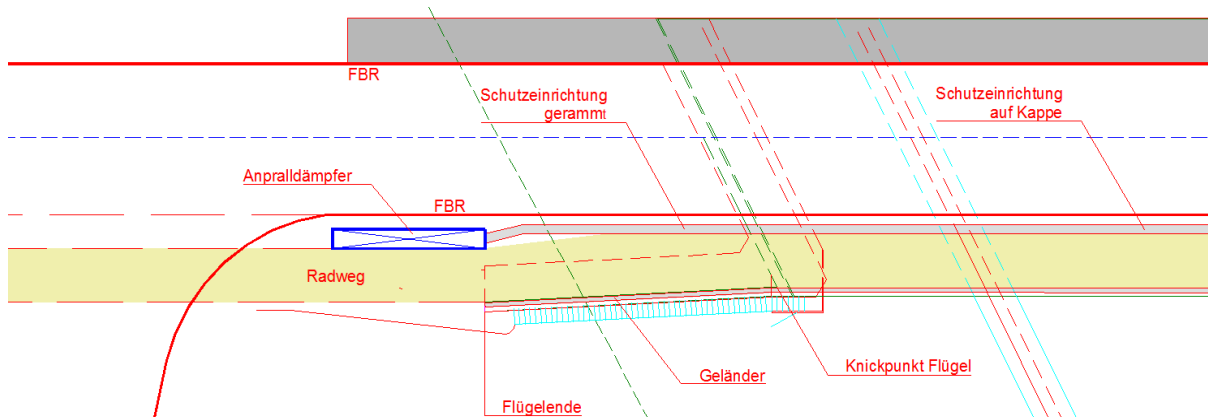 FBR
Schutzeinrichtung
gerammt
Schutzeinrichtung
auf Kappe
Anpralldämpfer
FBR
Radweg
Geländer
Knickpunkt Flügel
Flügelende